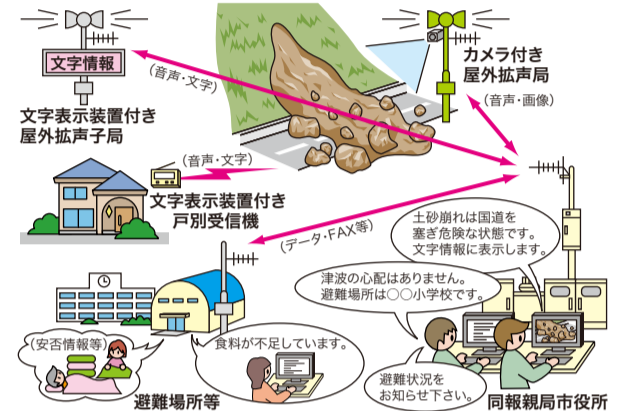 文字情報
文字表示装置付き
屋外拡声子局
(音声・文字)
カメラ付き
屋外拡声局
(音声・画像)
(音声・文字)
文字表示装置付き
戸別受信機
(データ・FAX等)
土砂崩れは国道を
塞ぎ危険な状態です。
文字情報に表示します。
津波の心配はありません。
避難場所は○○小学校です。
(安否情報等)
食料が不足しています。
避難場所等
避難状況を
お知らせ下さい。
同報親局市役所